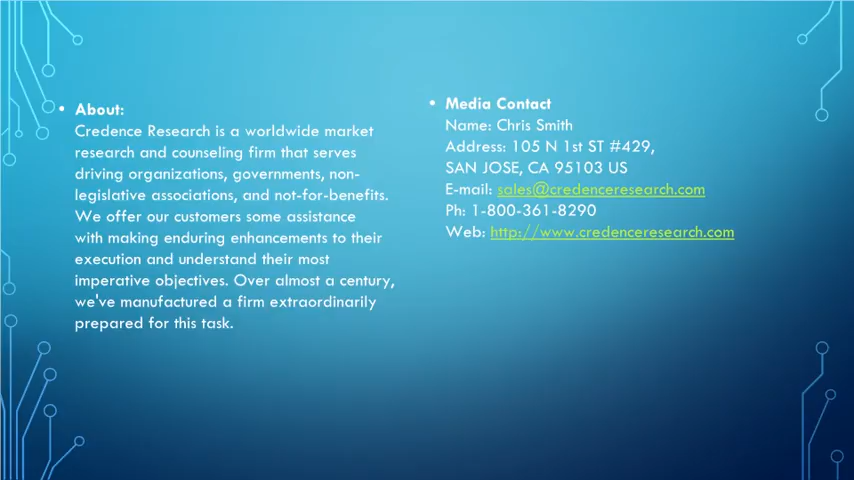 • About:
Credence Research is a worldwide market
research and counseling firm that serves
driving organizations, governments, non-
legislative associations, and not-for-benefits.
We offer our customers some assistance
with making enduring enhancements to their
execution and understand their most
imperative objectives. Over almost a century,
we've manufactured a firm extraordinarily
prepared for this task.
• Media Contact
Name: Chris Smith
Address: 105 N 1st ST #429,
SAN JOSE, CA 95103 US
E-mail: sales@credenceresearch.com
Ph: 1-800-361-8290
Web: http://www.credenceresearch.com